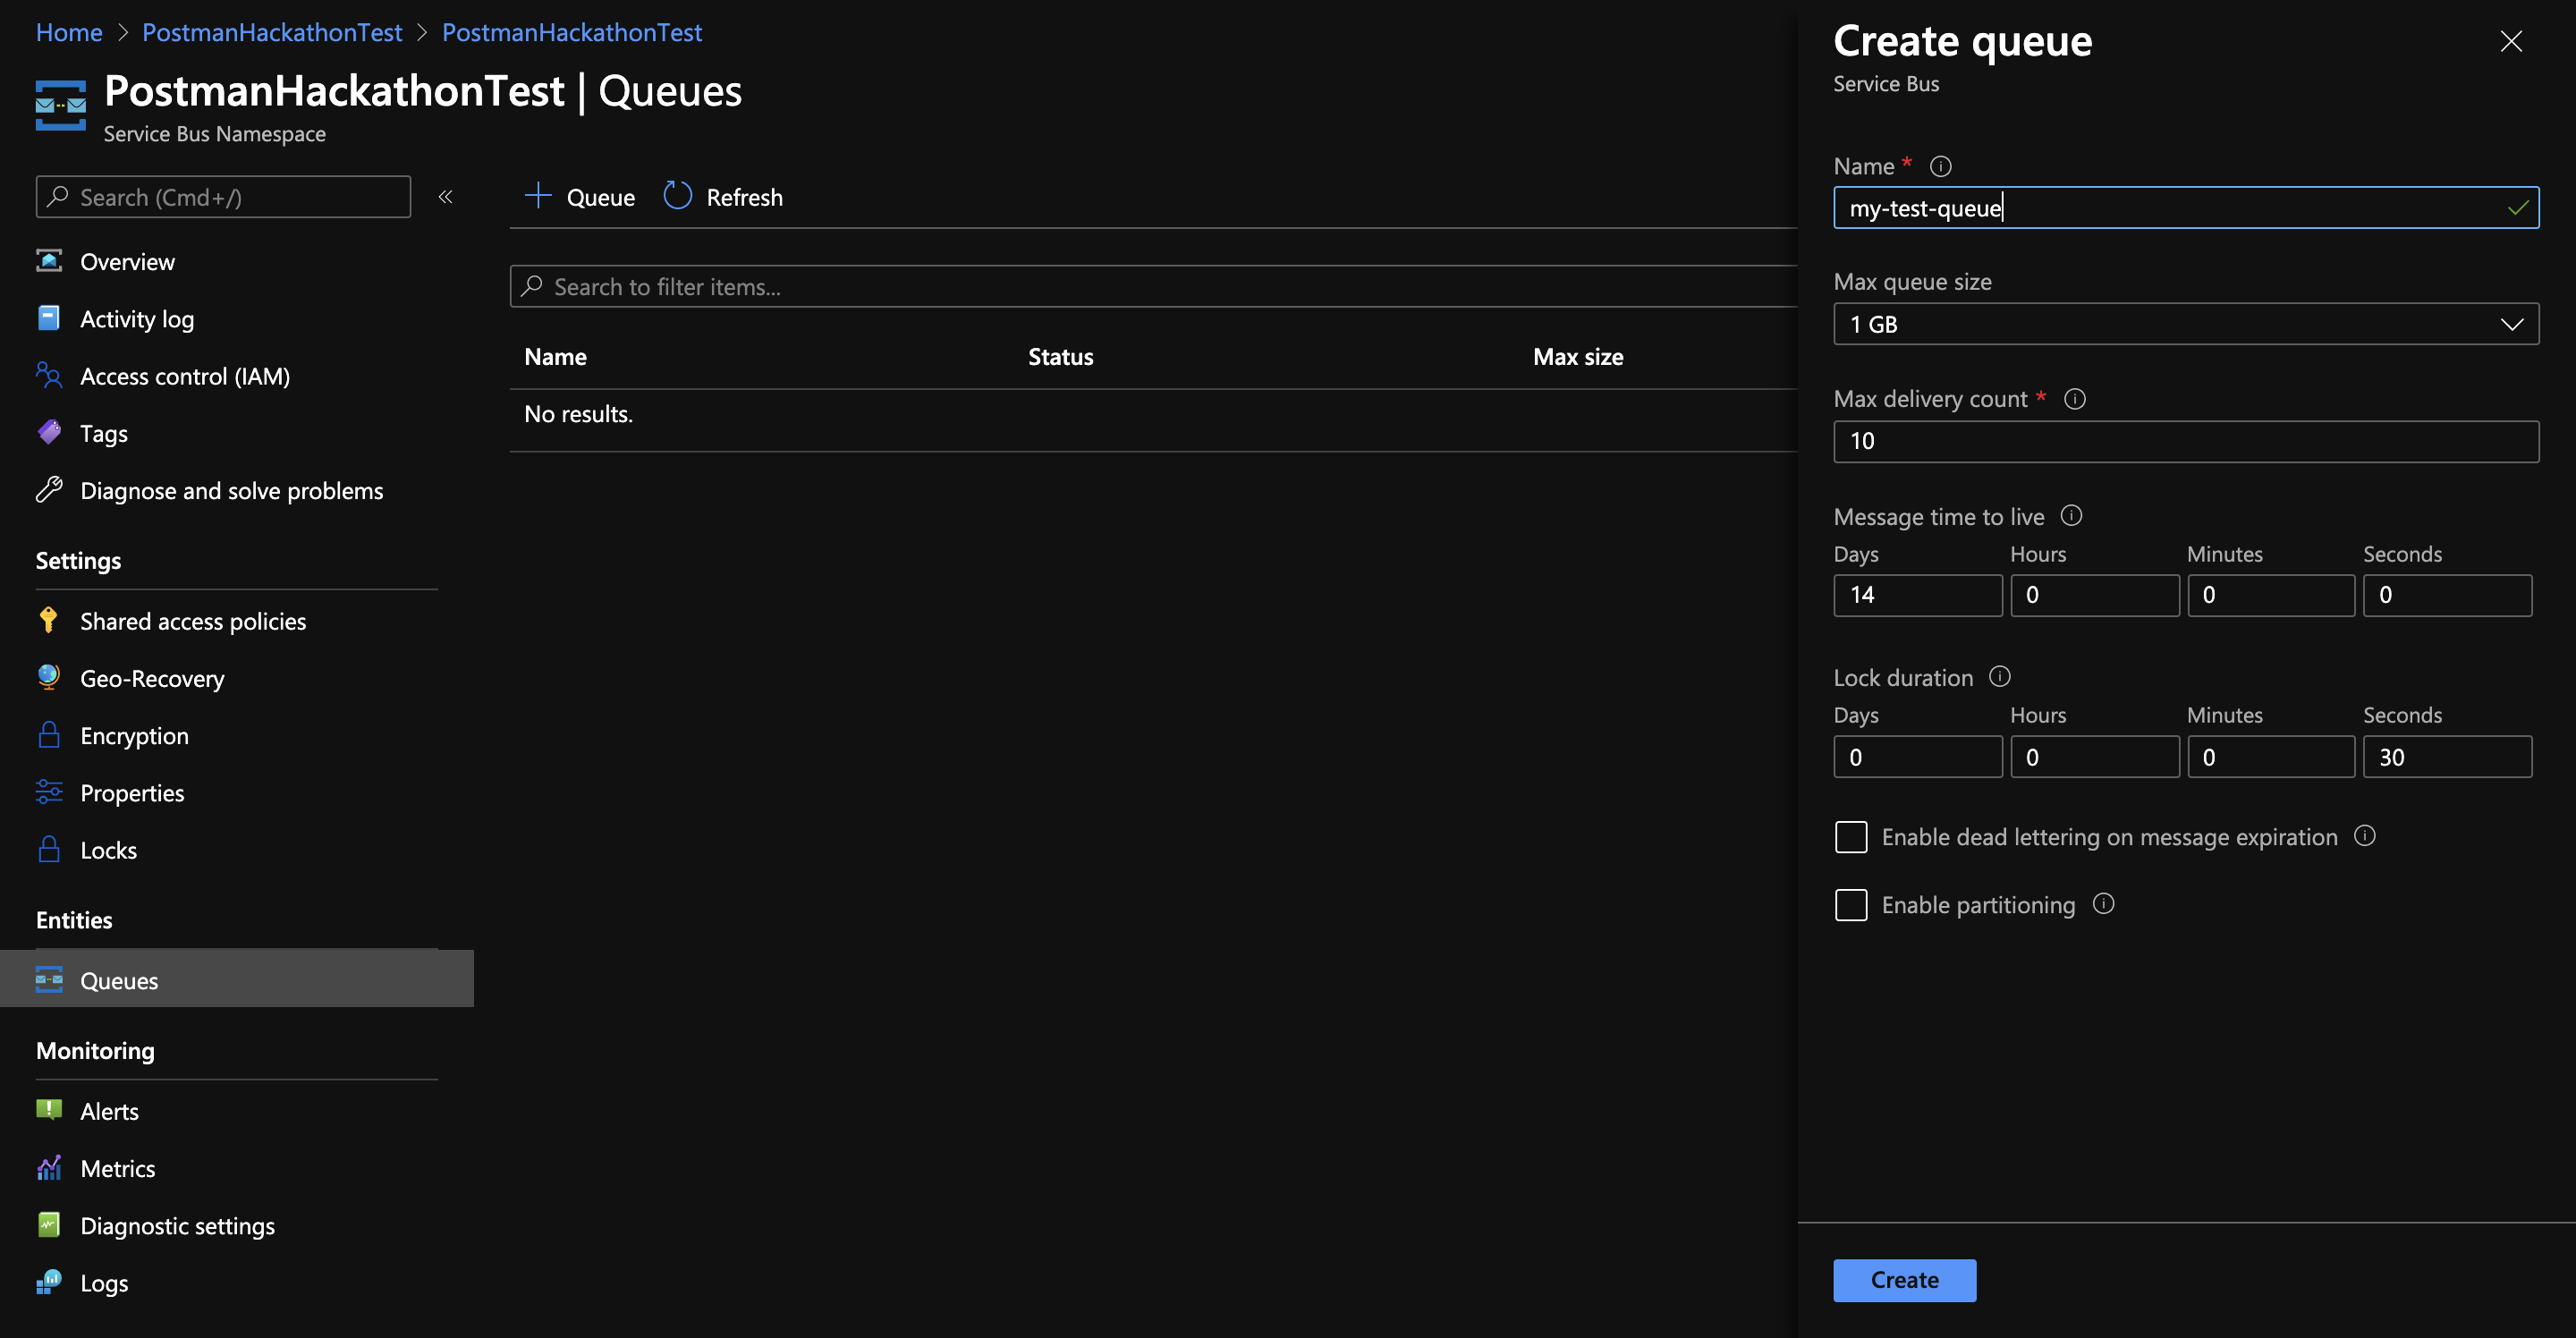 Home > PostmanHackathonTest > PostmanHackathonTest
PostmanHackathonTest | Queues
Service Bus Namespace
Search (Cmd+/)
«
Overview
Activity log
Access control (IAM)
Tags
Diagnose and solve problems
Settings
Shared access policies
Geo-Recovery
Encryption
Properties
Locks
Entities
Queues
Monitoring
Alerts
Metrics
Diagnostic settings
Logs
+ Queue Refresh
Search to filter items...
Name Status Max size
No results.
Create queue
Service Bus
Name *
my-test-queue
Max queue size
1 GB
Max delivery count *
10
Message time to live
Days Hours Minutes Seconds
14 0 0 0
Lock duration
Days Hours Minutes Seconds
0 0 0 30
Enable dead lettering on message expiration
Enable partitioning
Create